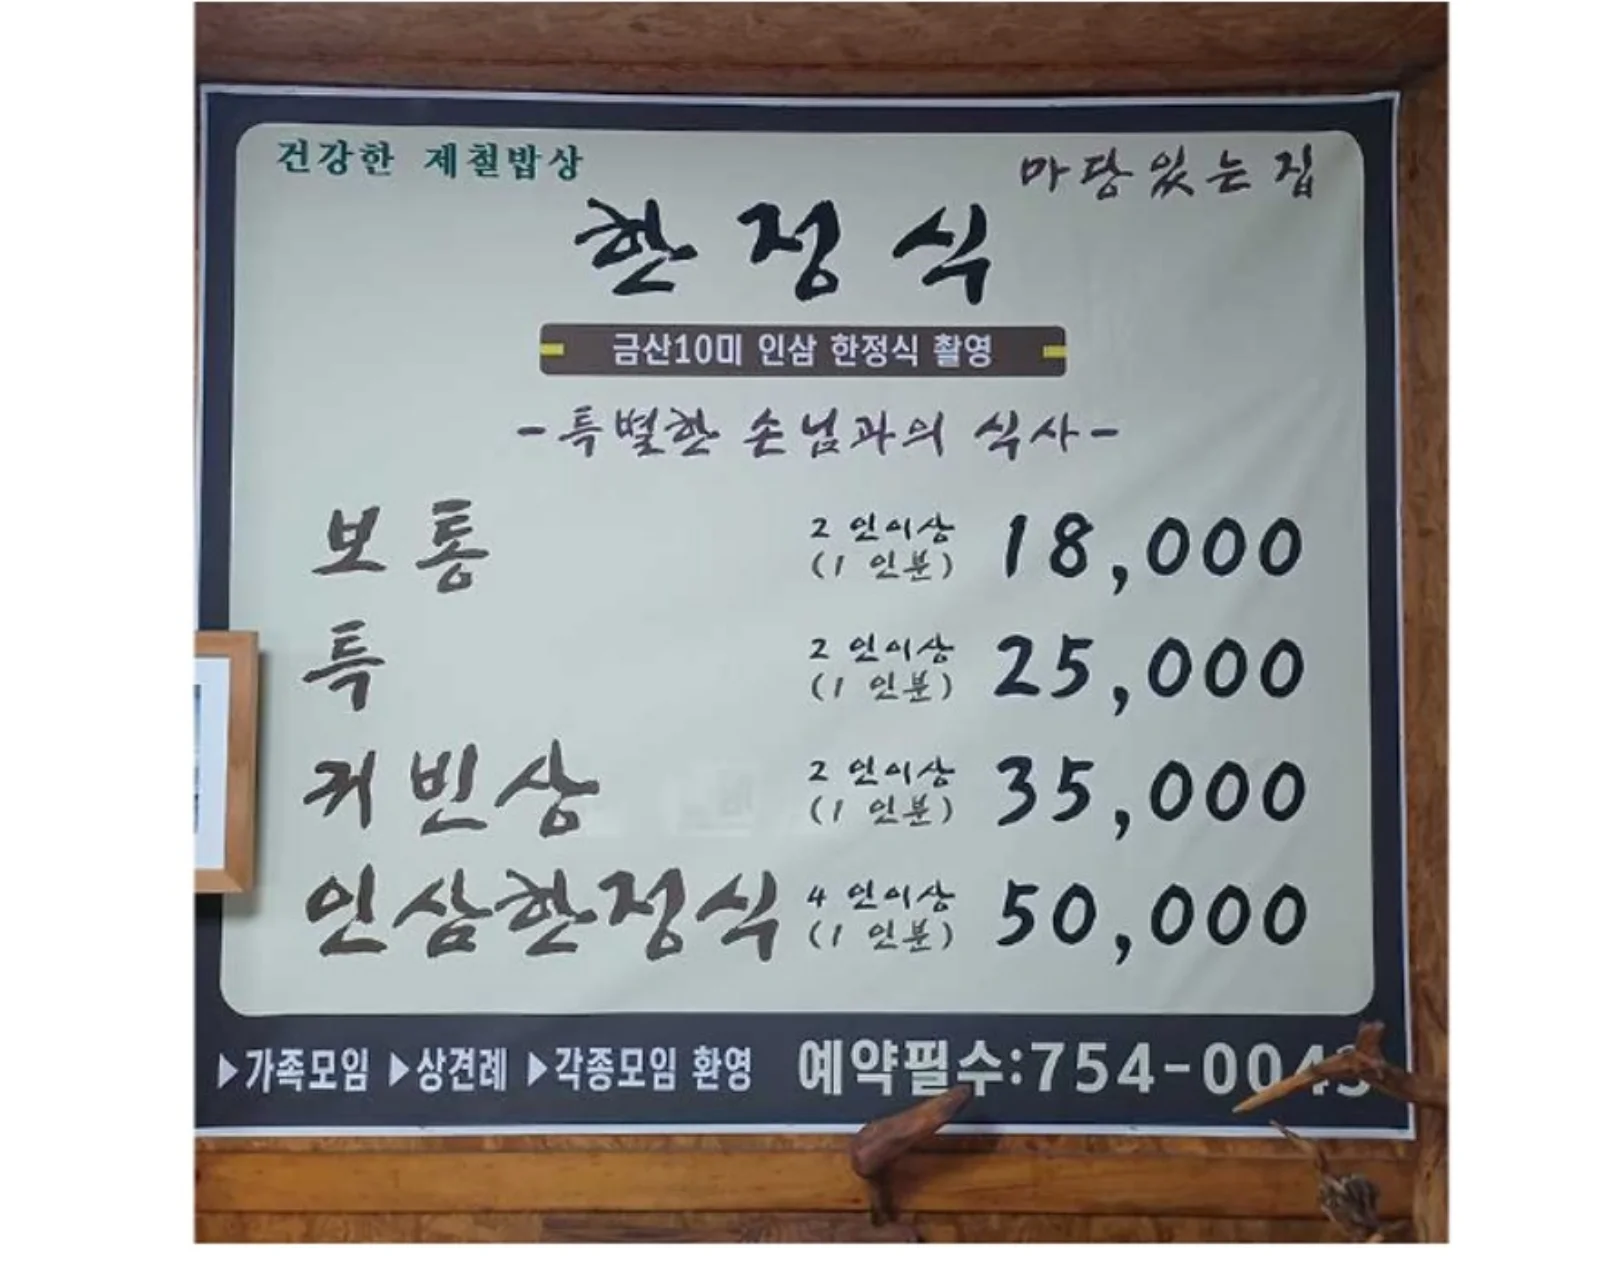 건강한 제철밥상
마당있는집
한정식
금산10미 인삼 한정식 촬영
-특별한 손님과의 식사-
보통 2인이상 (1인분) 18,000
특 2인이상 (1인분) 25,000
귀빈상 2인이상 (1인분) 35,000
인삼한정식 4인이상 (1인분) 50,000
▶가족모임 ▶상견례 ▶각종모임 환영 예약필수:754-0043